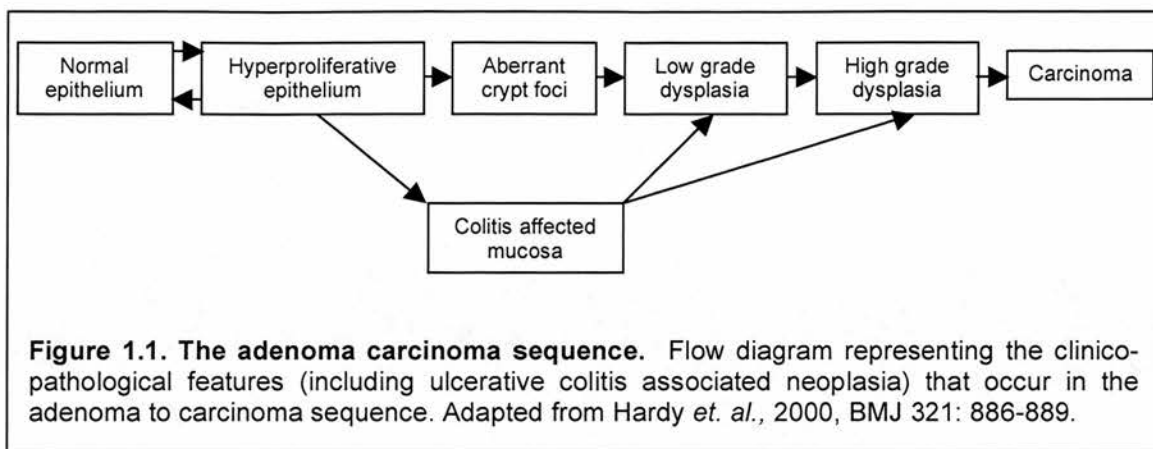 Normal
epithelium
Hyperproliferative
epithelium
Aberrant
crypt foci
Low grade
dysplasia
High grade
dysplasia
Carcinoma
Colitis affected
mucosa
Figure 1.1. The adenoma carcinoma sequence. Flow diagram representing the clinico-
pathological features (including ulcerative colitis associated neoplasia) that occur in the
adenoma to carcinoma sequence. Adapted from Hardy et. al., 2000, BMJ 321: 886-889.